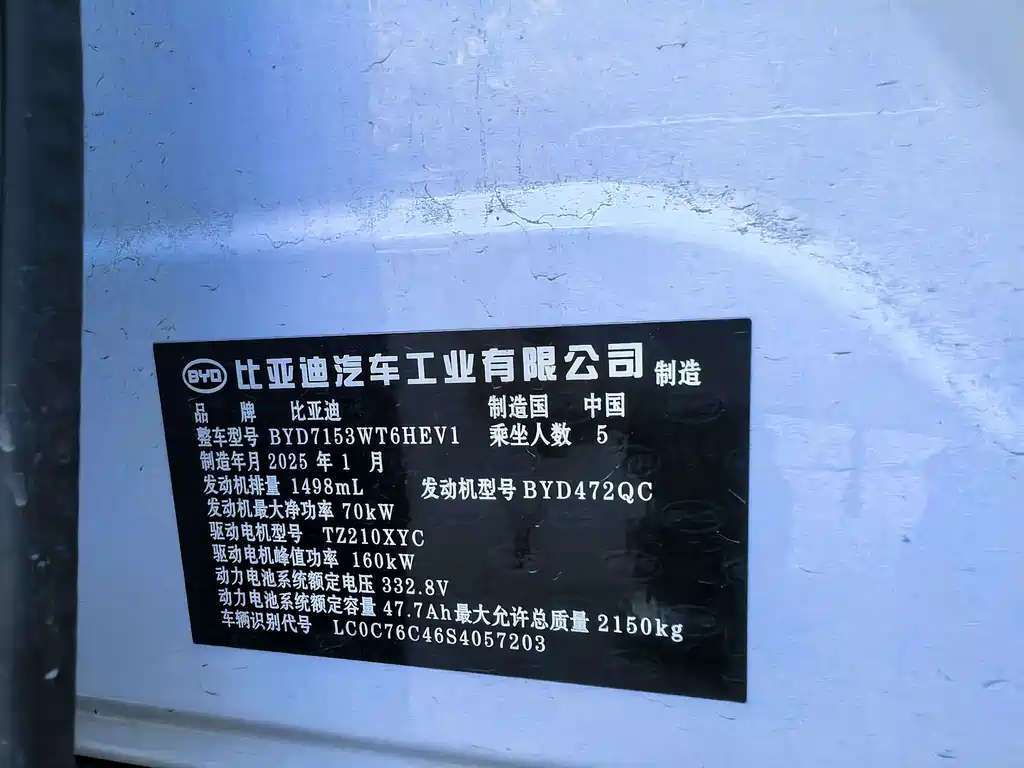 BYD 比亚迪汽车工业有限公司 制造
品 牌 比亚迪 制造国 中国
整车型号 BYD7153WT6HEV1 乘坐人数 5
制造年月 2025 年 1 月
发动机排量 1498mL 发动机型号 BYD472QC
发动机最大净功率 70kW
驱动电机型号 TZ210XYC
驱动电机峰值功率 160kW
动力电池系统额定电压 332.8V
动力电池系统额定容量 47.7Ah 最大允许总质量 2150kg
车辆识别代号 LC0C76C46S4057203